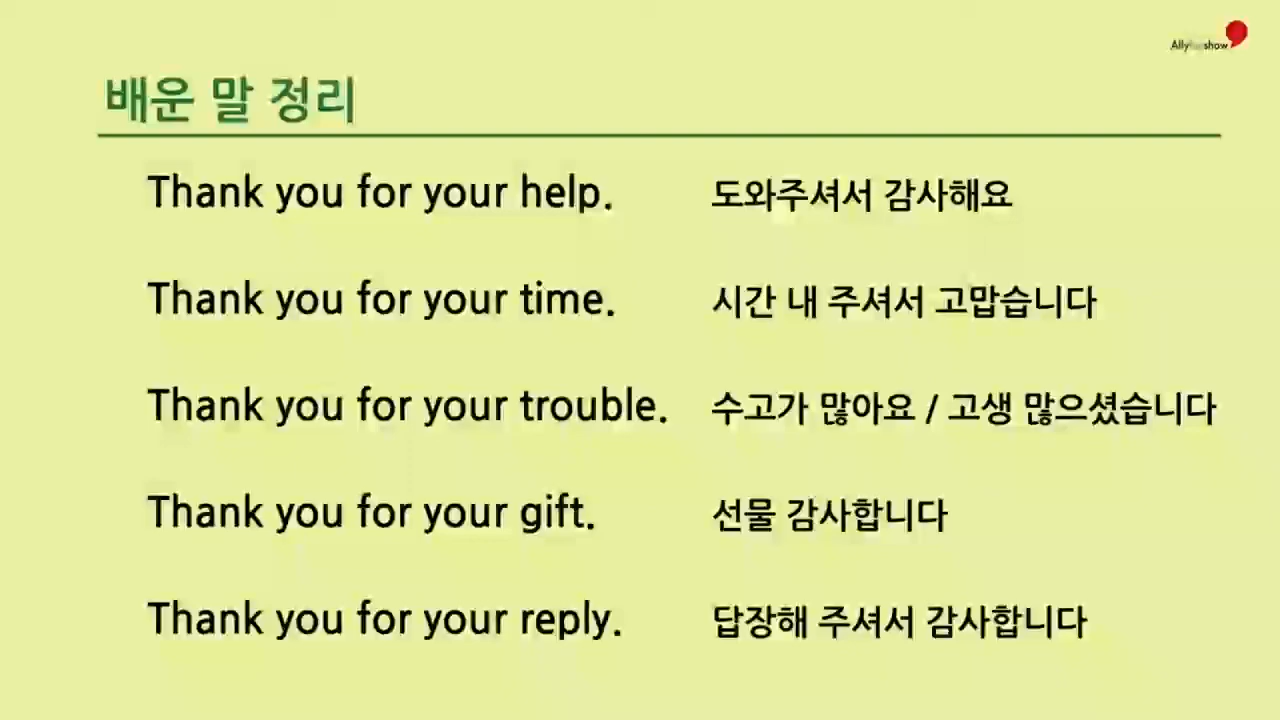 배운 말 정리
Thank you for your help. 도와주셔서 감사해요
Thank you for your time. 시간 내 주셔서 고맙습니다
Thank you for your trouble. 수고가 많아요 / 고생 많으셨습니다
Thank you for your gift. 선물 감사합니다
Thank you for your reply. 답장해 주셔서 감사합니다